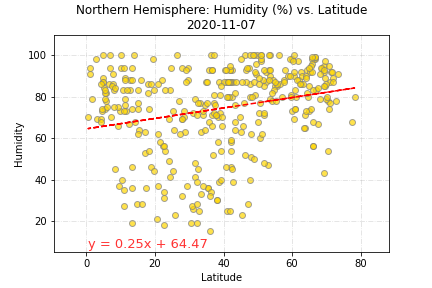 Northern Hemisphere: Humidity (%) vs. Latitude
2020-11-07
100
80
60
40
20
Humidity
y = 0.25x + 64.47
0
20
40
60
80
Latitude